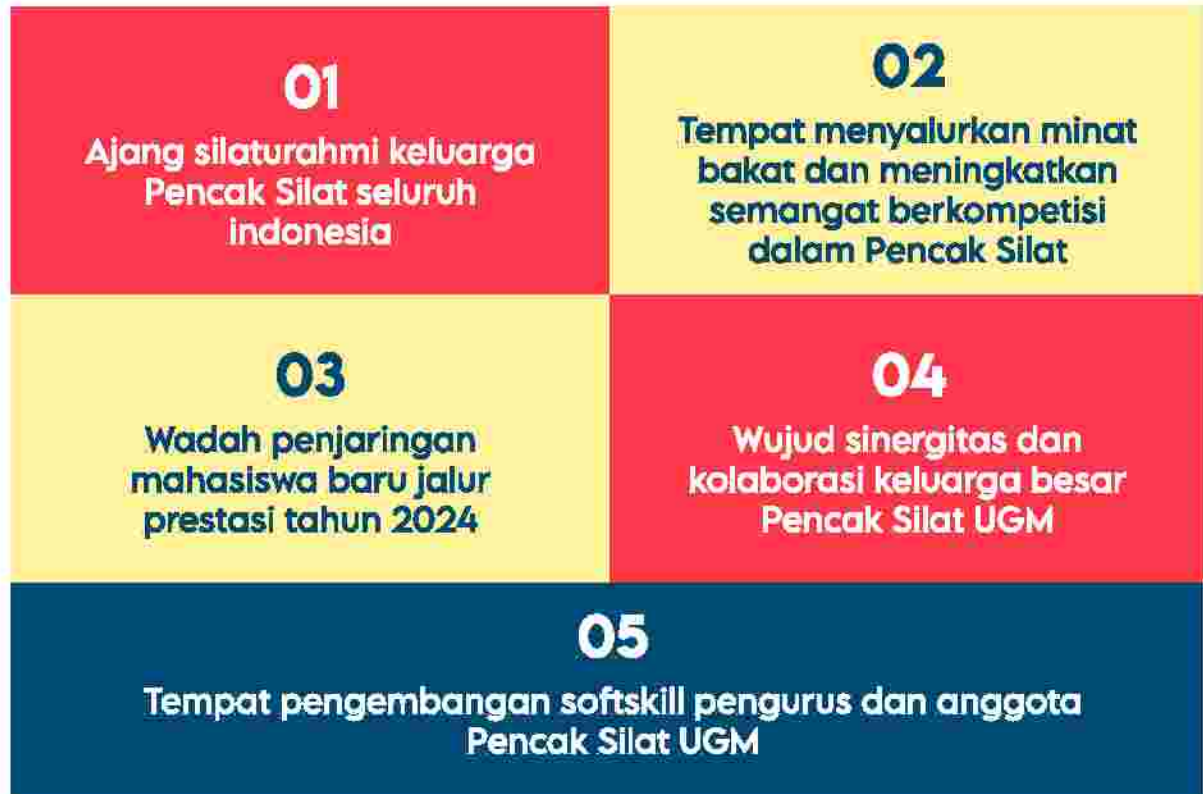 01
Ajang silaturahmi keluarga
Pencak Silat seluruh
indonesia
02
Tempat menyalurkan minat
bakat dan meningkatkan
semangat berkompetisi
dalam Pencak Silat
03
Wadah penjaringan
mahasiswa baru jalur
prestasi tahun 2024
04
Wujud sinergitas dan
kolaborasi keluarga besar
Pencak Silat UGM
05
Tempat pengembangan softskill pengurus dan anggota
Pencak Silat UGM